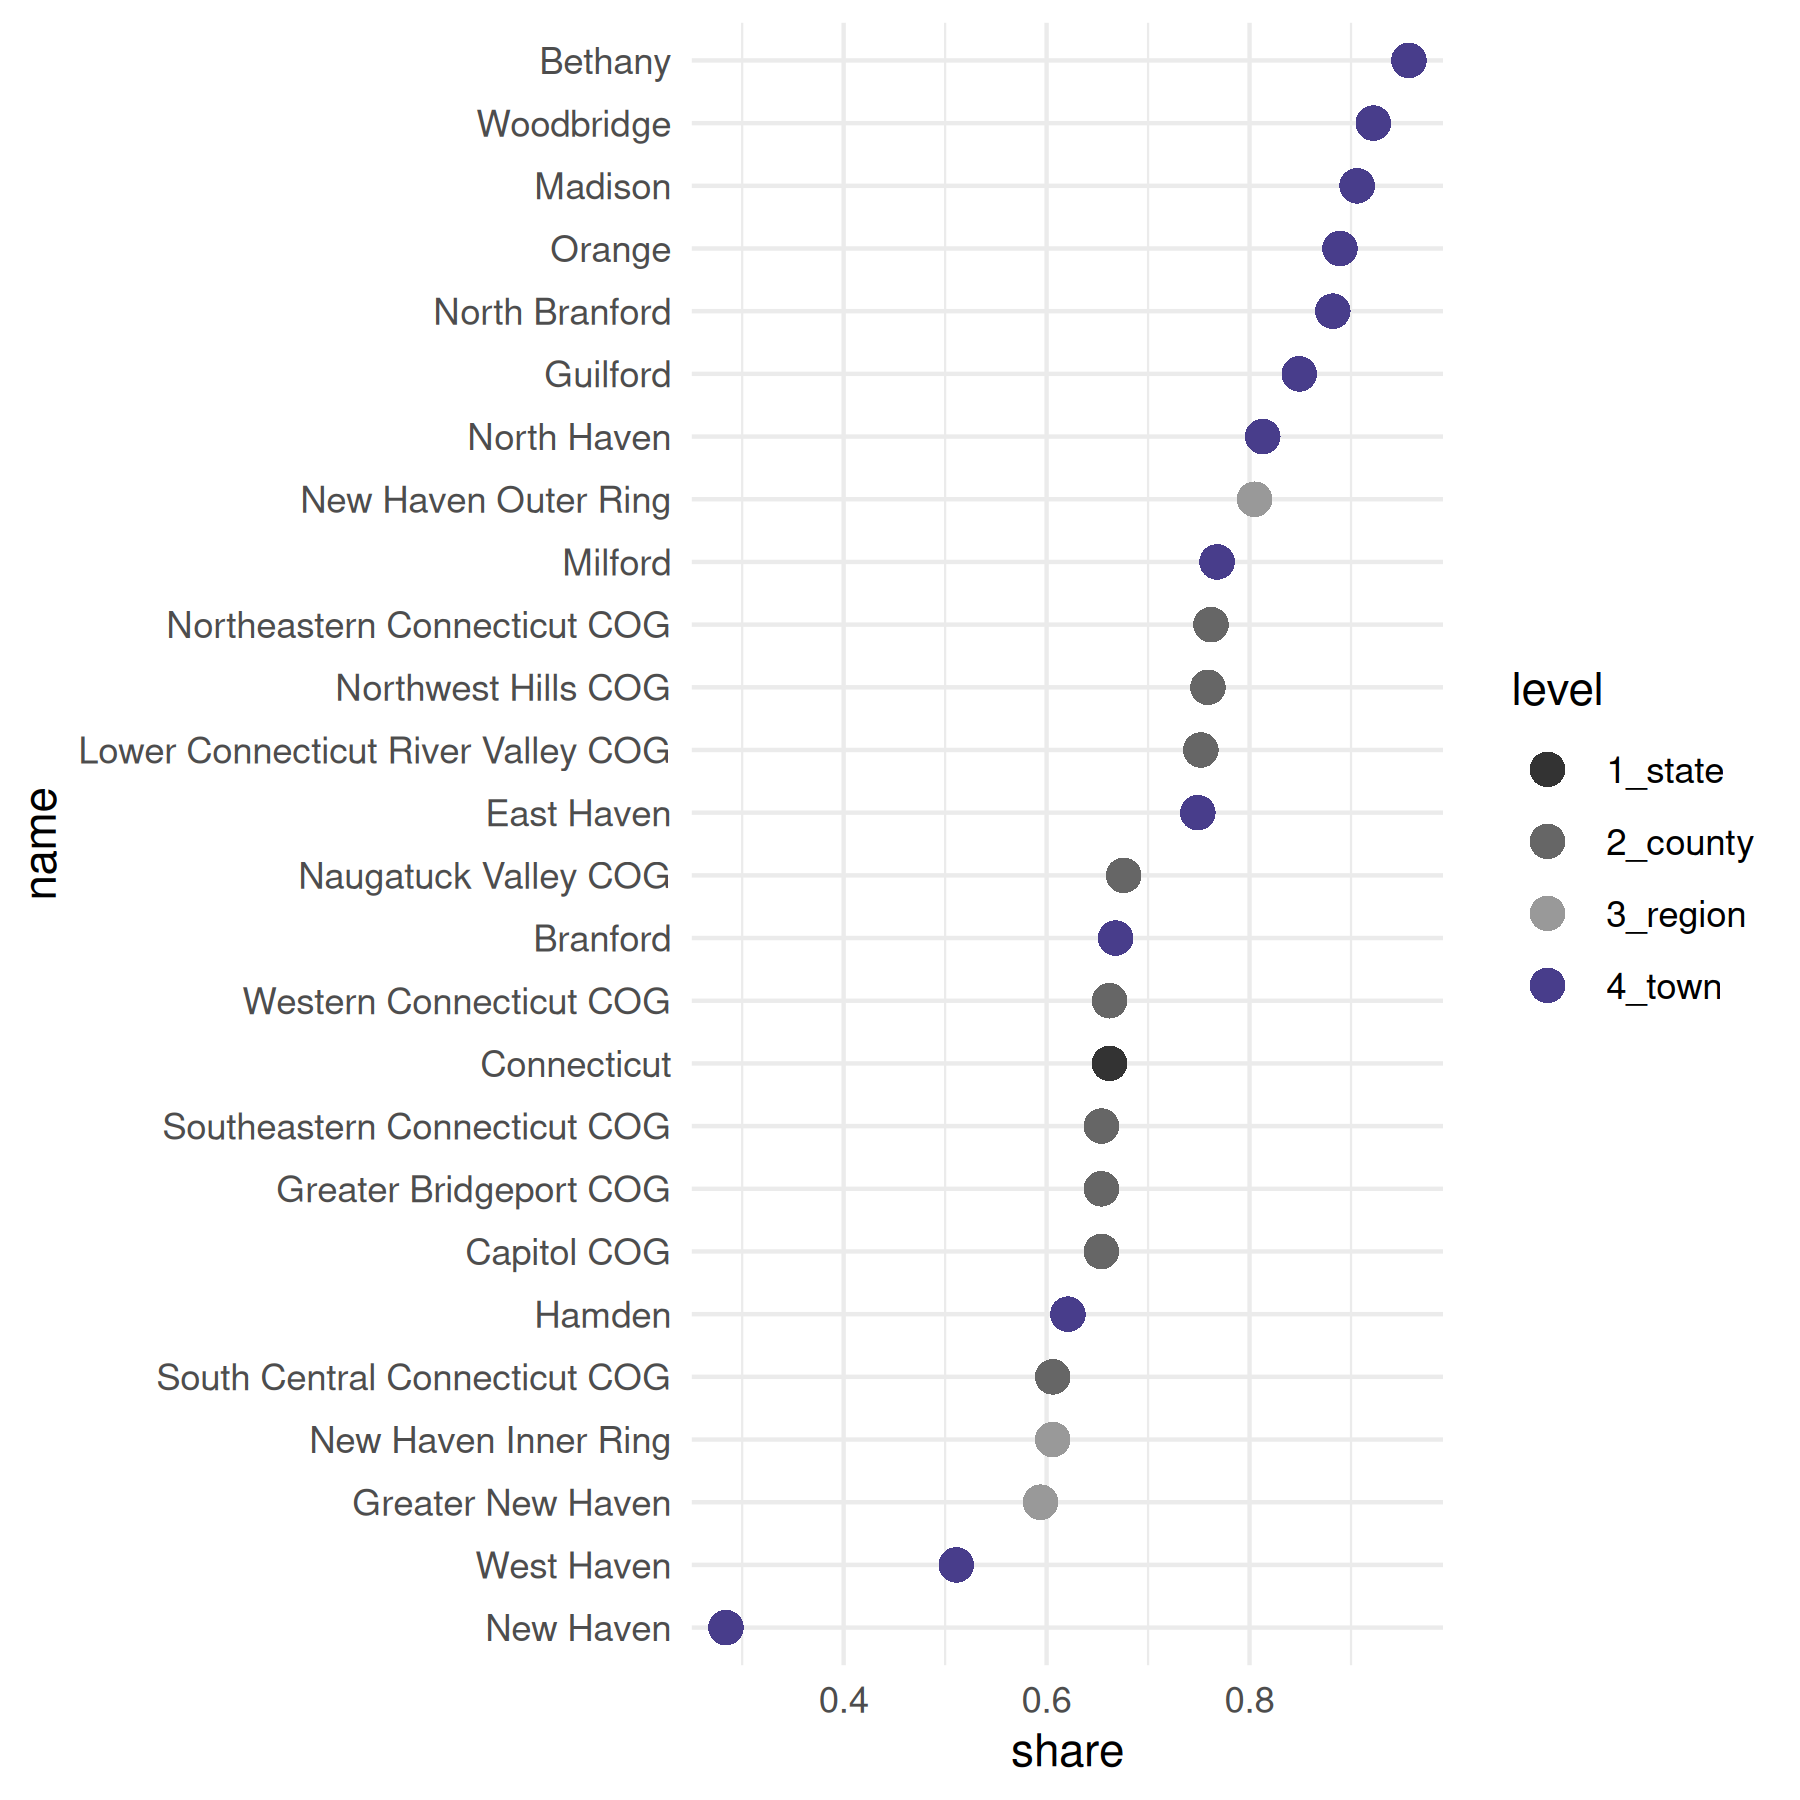 Bethany
Woodbridge
Madison
Orange
North Branford
Guilford
North Haven
New Haven Outer Ring
Milford
Northeastern Connecticut COG
Northwest Hills COG
Lower Connecticut River Valley COG
East Haven
Naugatuck Valley COG
Branford
Western Connecticut COG
Connecticut
Southeastern Connecticut COG
Greater Bridgeport COG
Capitol COG
Hamden
South Central Connecticut COG
New Haven Inner Ring
Greater New Haven
West Haven
New Haven
name
0.4 0.6 0.8
share
level
1_state
2_county
3_region
4_town